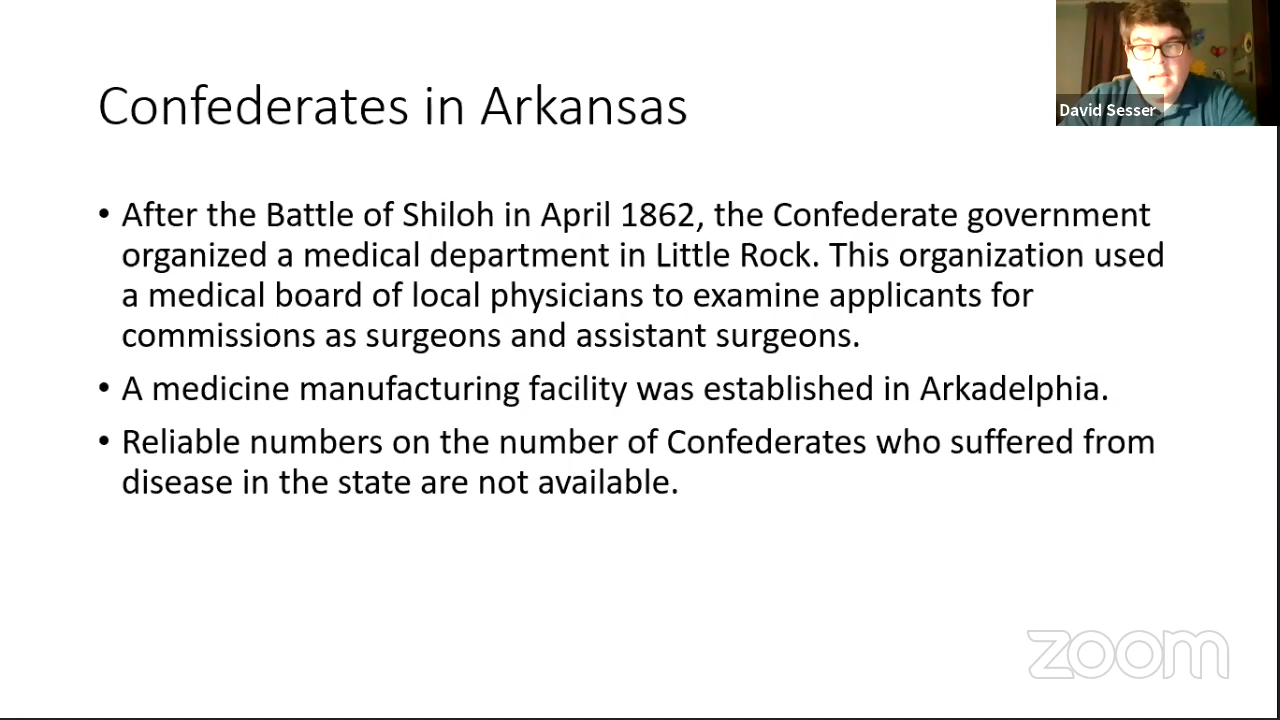 Confederates in Arkansas
David Sesser
• After the Battle of Shiloh in April 1862, the Confederate government
organized a medical department in Little Rock. This organization used
a medical board of local physicians to examine applicants for
commissions as surgeons and assistant surgeons.
• A medicine manufacturing facility was established in Arkadelphia.
• Reliable numbers on the number of Confederates who suffered from
disease in the state are not available.
zoom